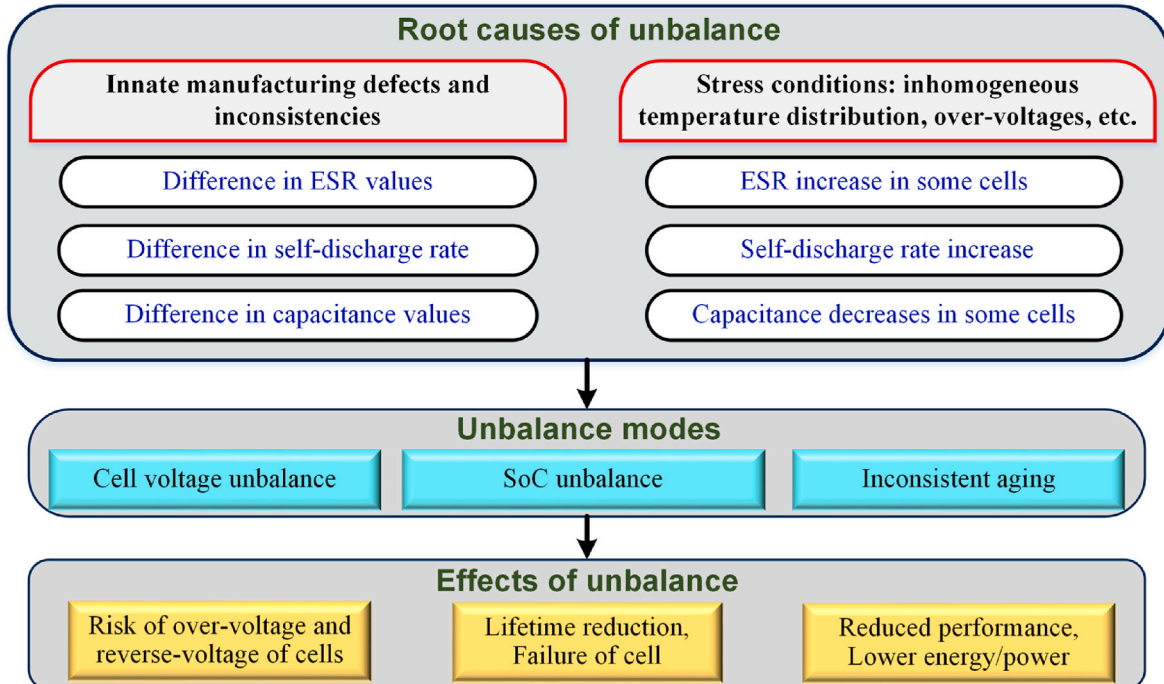 Root causes of unbalance
Innate manufacturing defects and
inconsistencies
Stress conditions: inhomogeneous
temperature distribution, over-voltages, etc.
Difference in ESR values
ESR increase in some cells
Difference in self-discharge rate
Self-discharge rate increase
Difference in capacitance values
Capacitance decreases in some cells
Unbalance modes
Cell voltage unbalance
SoC unbalance
Inconsistent aging
Effects of unbalance
Risk of over-voltage and
reverse-voltage of cells
Lifetime reduction,
Failure of cell
Reduced performance,
Lower energy/power